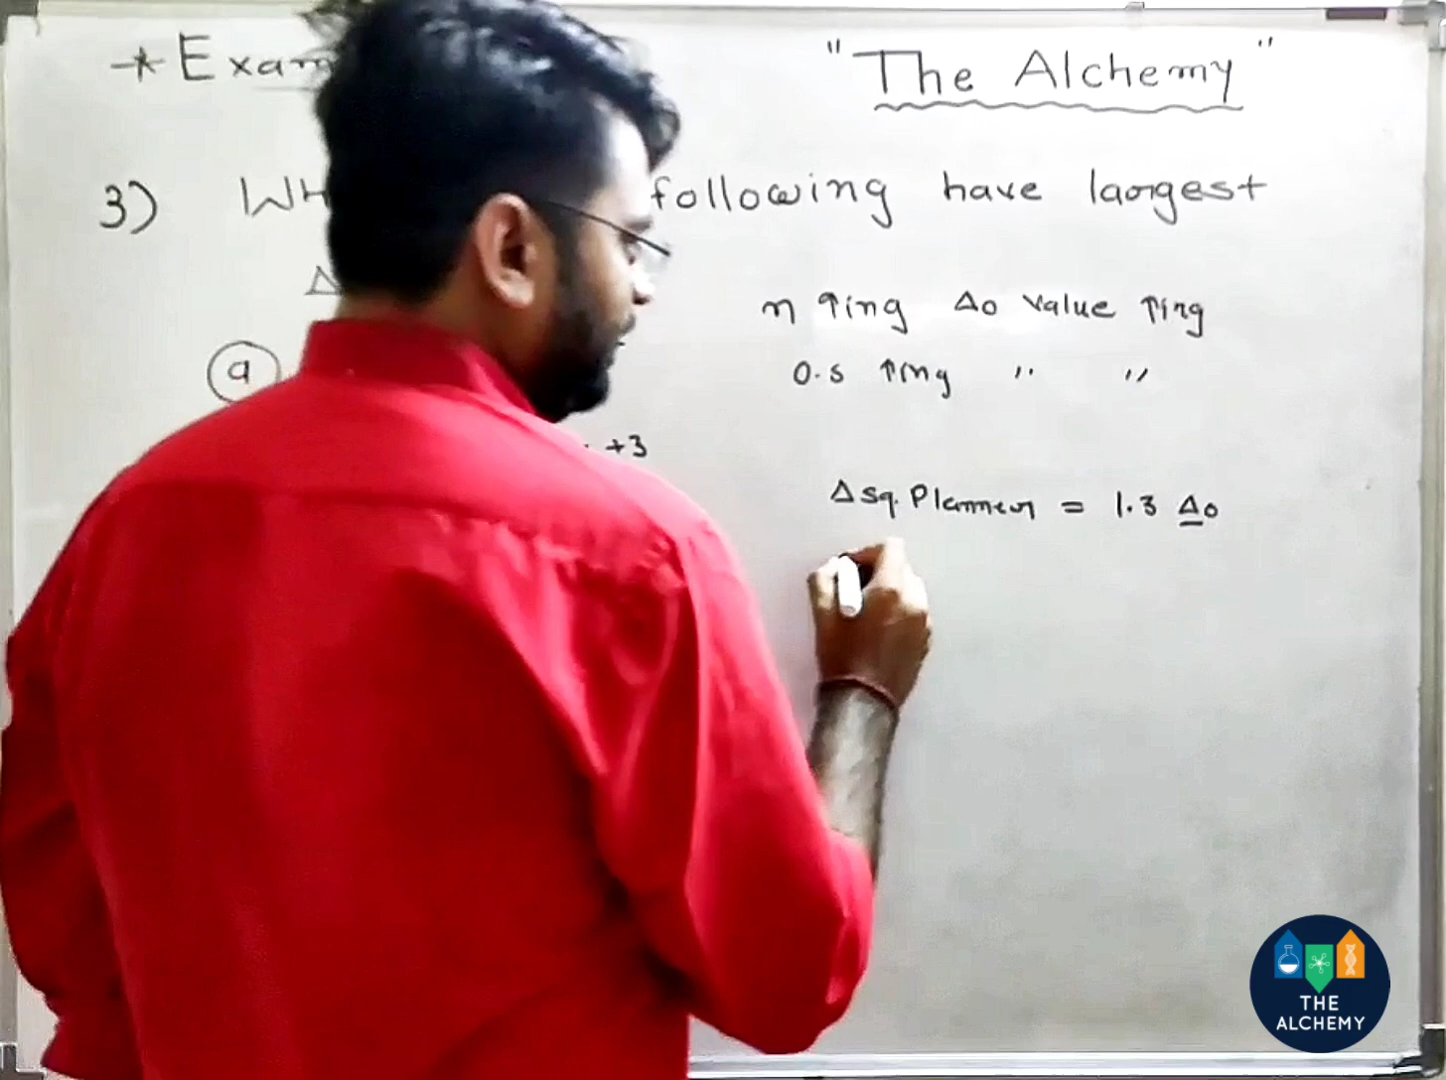 * Exam
"The Alchemy"
3) Wh following have largest
Δ
n ↑ing Δo value ↑ing
(a)
0.s ↑ing " "
+3
Δsq. Planner = 1.3 Δo
THE
ALCHEMY